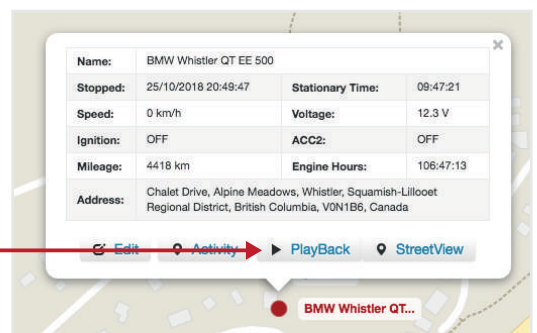 ×
Name: BMW Whistler QT EE 500
Stopped: 25/10/2018 20:49:47 Stationary Time: 09:47:21
Speed: 0 km/h Voltage: 12.3 V
Ignition: OFF ACC2: OFF
Mileage: 4418 km Engine Hours: 106:47:13
Address: Chalet Drive, Alpine Meadows, Whistler, Squamish-Lillooet
Regional District, British Columbia, V0N1B6, Canada
Edit Activity PlayBack StreetView
BMW Whistler QT...